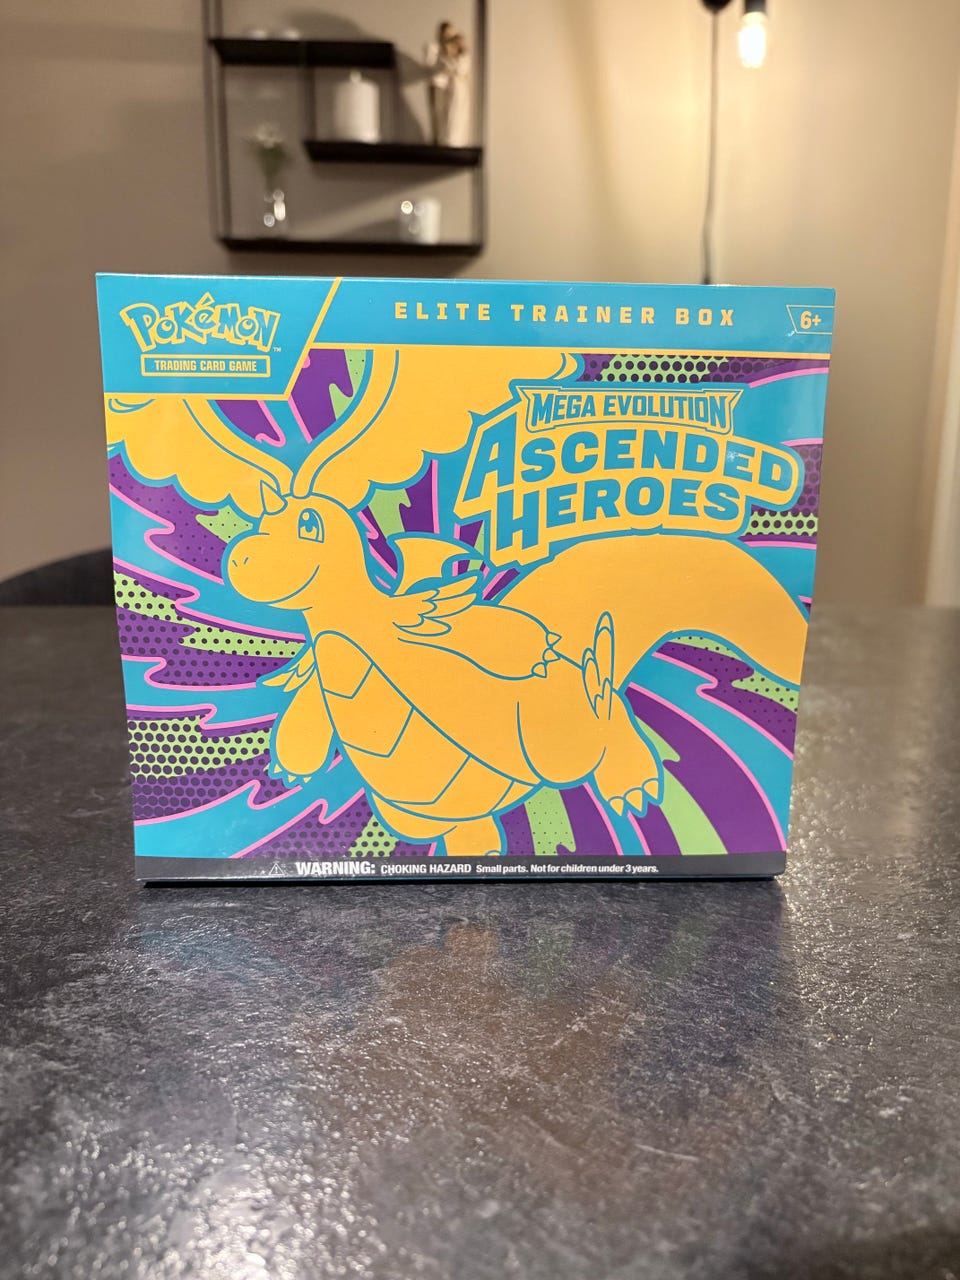 POKéMON™
TRADING CARD GAME
ELITE TRAINER BOX
6+
MEGA EVOLUTION
ASCENDED
HEROES
WARNING: CHOKING HAZARD Small parts. Not for children under 3 years.